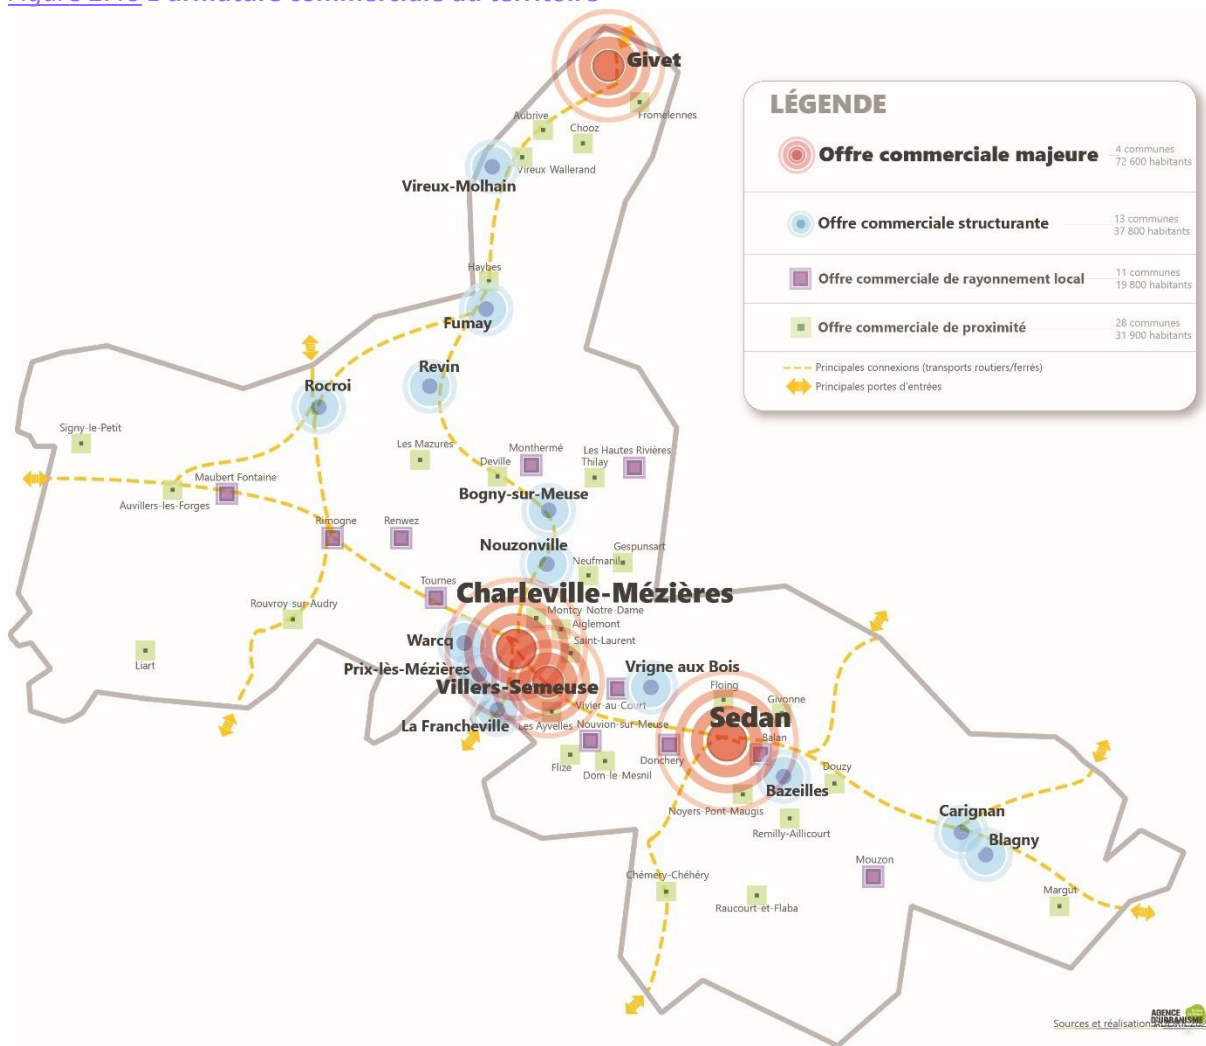 Givet
Fromelennes
Aubrive
Chooz
Vireux Wallerand
Vireux-Molhain
Haybes
Fumay
Revin
Rocroi
Signy-le-Petit
Les Mazures
Monthermé
Les Hautes Rivières
Deville
Thilay
Maubert Fontaine
Auvillers-les-Forges
Bogny-sur-Meuse
Rimogne
Renwez
Nouzonville
Gespunsart
Neufmanil
Tournes
Charleville-Mézières
Rouvroy-sur-Audry
Montcy-Notre-Dame
Aiglemont
Warcq
Saint-Laurent
Liart
Prix-lès-Mézières
Vrigne aux Bois
Villers-Semeuse
Floing
Givonne
Vivier-au-Court
La Francheville
Les Ayvelles
Nouvion-sur-Meuse
Sedan
Balan
Donchery
Flize
Dom-le-Mesnil
Douzy
Bazeilles
Noyers-Pont-Maugis
Carignan
Remilly-Aillicourt
Blagny
Mouzon
Chémery-Chéhéry
Raucourt-et-Flaba
Margut
LÉGENDE
Offre commerciale majeure
4 communes
72 600 habitants
Offre commerciale structurante
13 communes
37 800 habitants
Offre commerciale de rayonnement local
11 communes
19 800 habitants
Offre commerciale de proximité
28 communes
31 900 habitants
Principales connexions (transports routiers/ferrés)
Principales portes d'entrées
AGENCE
D'URBANISME
Sources et réalisation